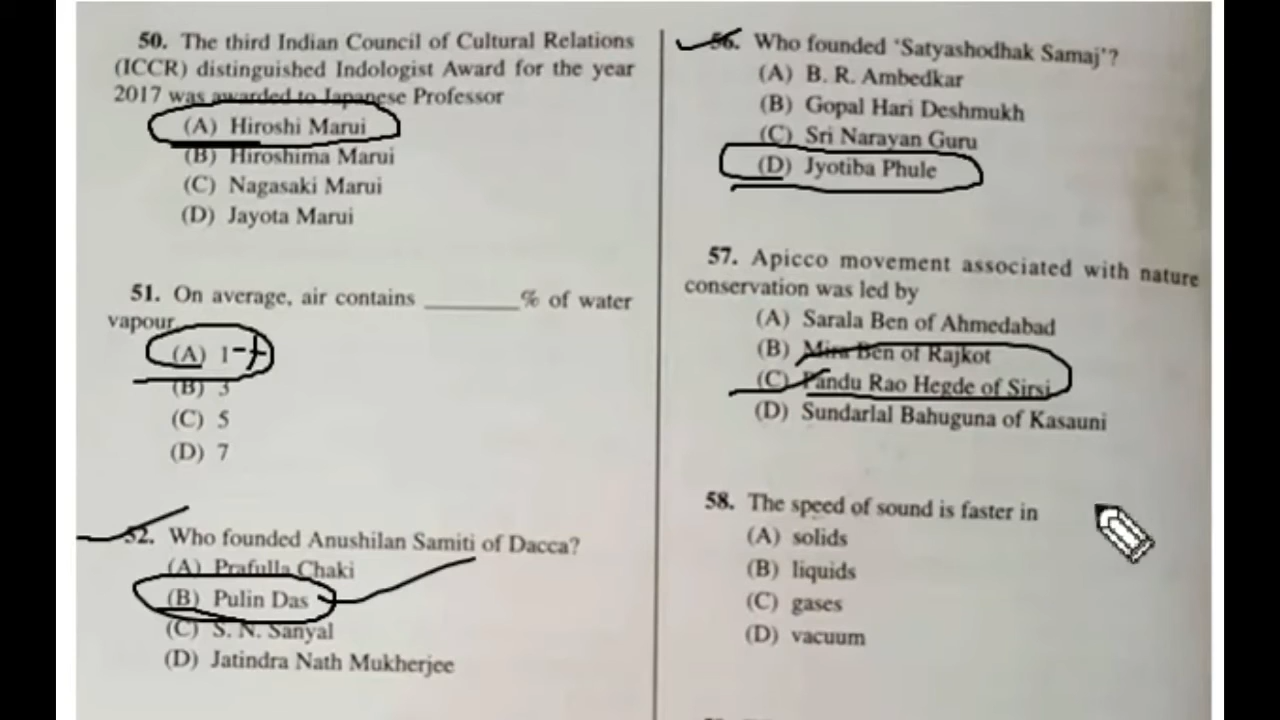 50. The third Indian Council of Cultural Relations
(ICCR) distinguished Indologist Award for the year
2017 was awarded to Japanese Professor
(A) Hiroshi Marui
(B) Hiroshima Marui
(C) Nagasaki Marui
(D) Jayota Marui
51. On average, air contains ________% of water
vapour
(A) 1
(B) 3
(C) 5
(D) 7
52. Who founded Anushilan Samiti of Dacca?
(A) Prafulla Chaki
(B) Pulin Das
(C) S. N. Sanyal
(D) Jatindra Nath Mukherjee
56. Who founded 'Satyashodhak Samaj'?
(A) B. R. Ambedkar
(B) Gopal Hari Deshmukh
(C) Sri Narayan Guru
(D) Jyotiba Phule
57. Apicco movement associated with nature
conservation was led by
(A) Sarala Ben of Ahmedabad
(B) Mira Ben of Rajkot
(C) Pandu Rao Hegde of Sirsi
(D) Sundarlal Bahuguna of Kasauni
58. The speed of sound is faster in
(A) solids
(B) liquids
(C) gases
(D) vacuum